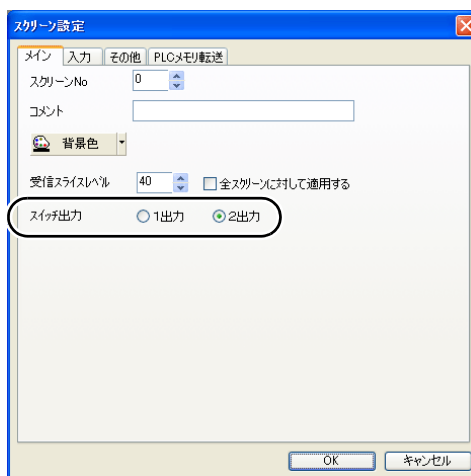 スクリーン設定
メイン 入力 その他 PLCメモリ転送
スクリーンNo 0
コメント
背景色
受信スライスレベル 40 全スクリーンに対して適用する
スイッチ出力 1出力 2出力
OK キャンセル